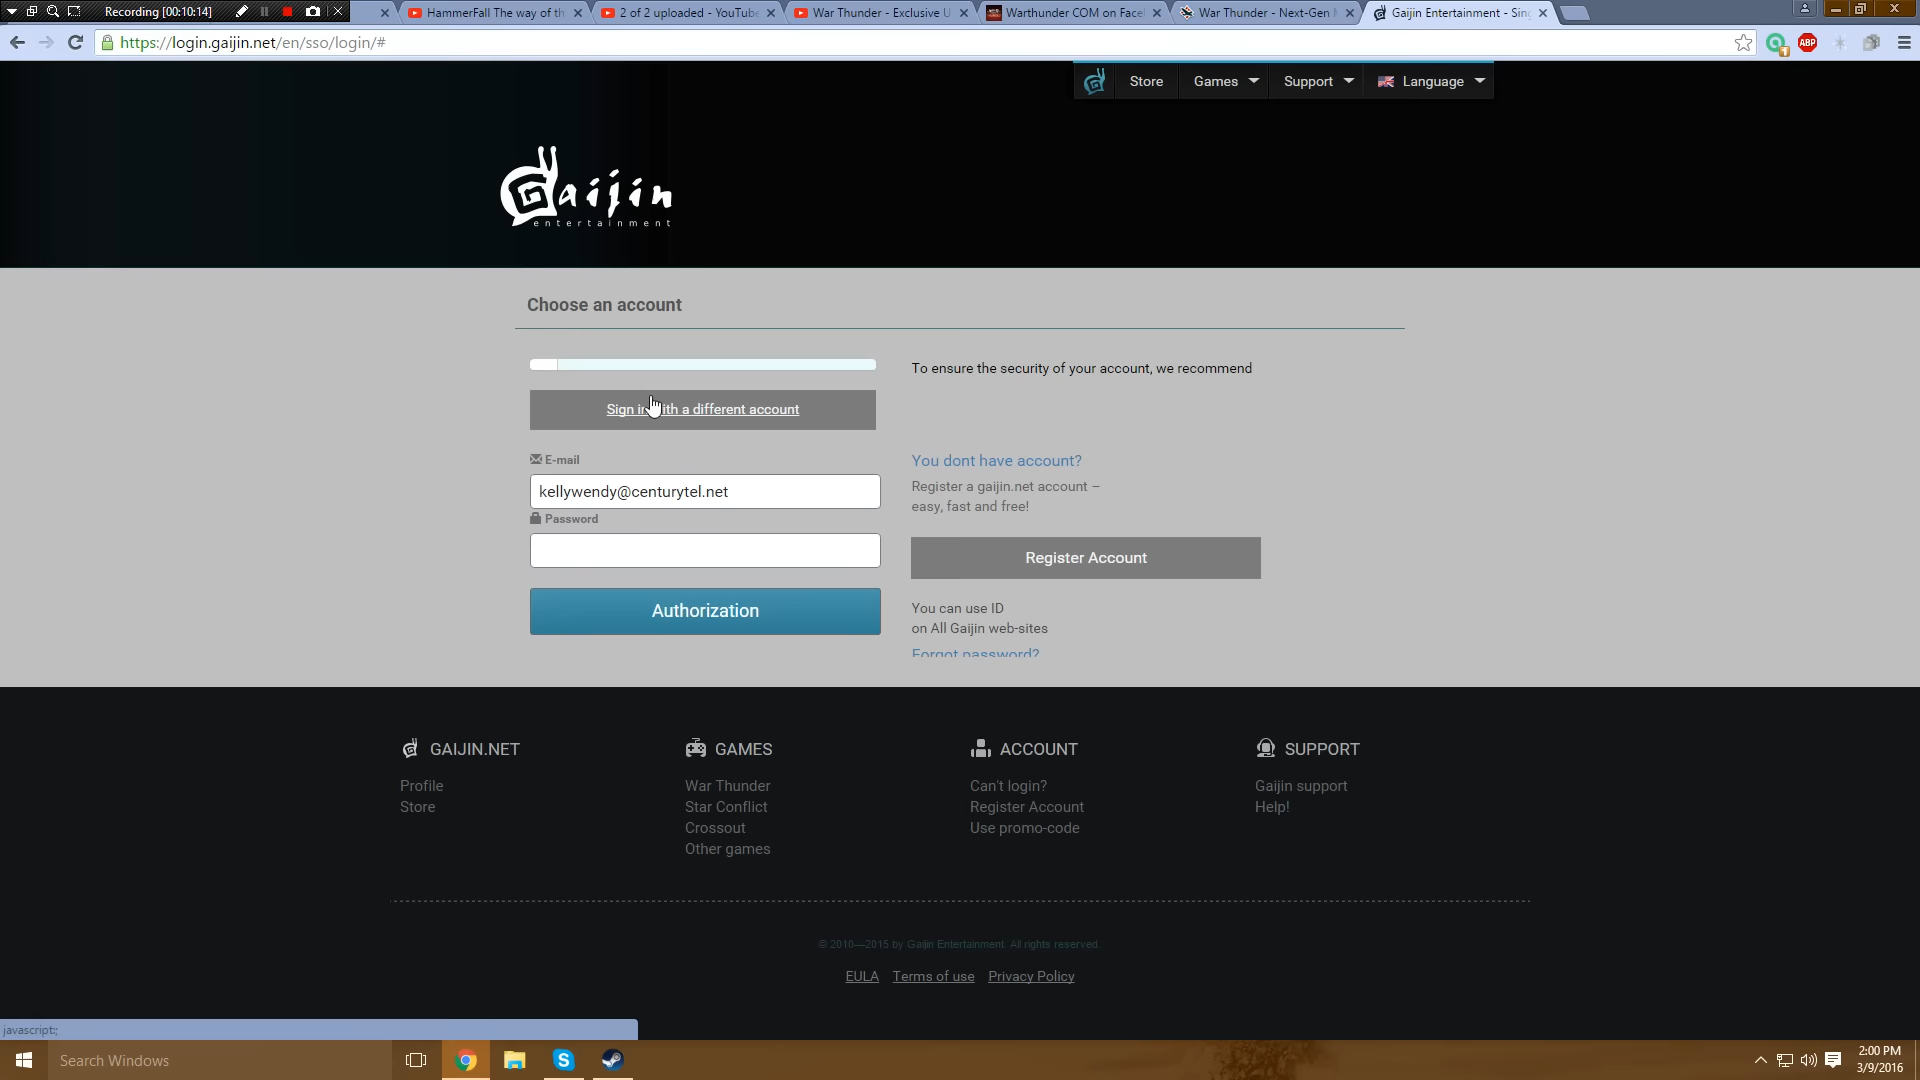 Recording [00:10:14]
HammerFall The way of th
2 of 2 uploaded - YouTube
War Thunder - Exclusive U
Warthunder COM on Face
War Thunder - Next-Gen
Gaijin Entertainment - Sin
https://login.gaijin.net/en/sso/login/#
ABP
Store
Games
Support
Language
Gaijin
entertainment
Choose an account
To ensure the security of your account, we recommend
Sign in with a different account
E-mail
You dont have account?
kellywendy@centurytel.net
Register a gaijin.net account –
easy, fast and free!
Password
Register Account
Authorization
You can use ID
on All Gaijin web-sites
Forgot password?
GAIJIN.NET
Profile
Store
GAMES
War Thunder
Star Conflict
Crossout
Other games
ACCOUNT
Can't login?
Register Account
Use promo-code
SUPPORT
Gaijin support
Help!
© 2010—2015 by Gaijin Entertainment. All rights reserved.
EULA Terms of use Privacy Policy
javascript:;
Search Windows
2:00 PM
3/9/2016